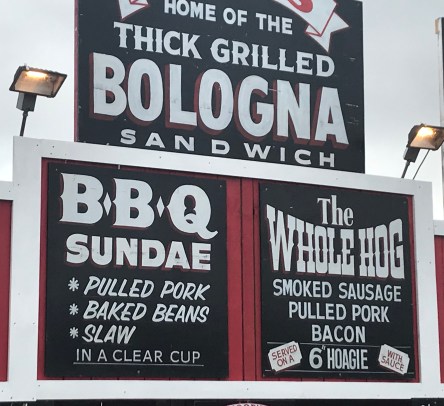 HOME OF THE
THICK GRILLED
BOLOGNA
SANDWICH
B·B·Q
SUNDAE
* PULLED PORK
* BAKED BEANS
* SLAW
IN A CLEAR CUP
The
WHOLE HOG
SMOKED SAUSAGE
PULLED PORK
BACON
SERVED ON A
6" HOAGIE
WITH SAUCE